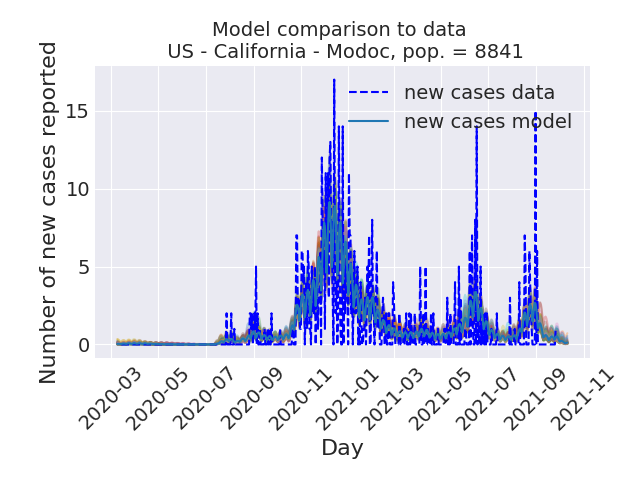 Model comparison to data
US - California - Modoc, pop. = 8841
Number of new cases reported
15
10
5
0
new cases data
new cases model
2020-03
2020-05
2020-07
2020-09
2020-11
2021-01
2021-03
2021-05
2021-07
2021-09
2021-11
Day